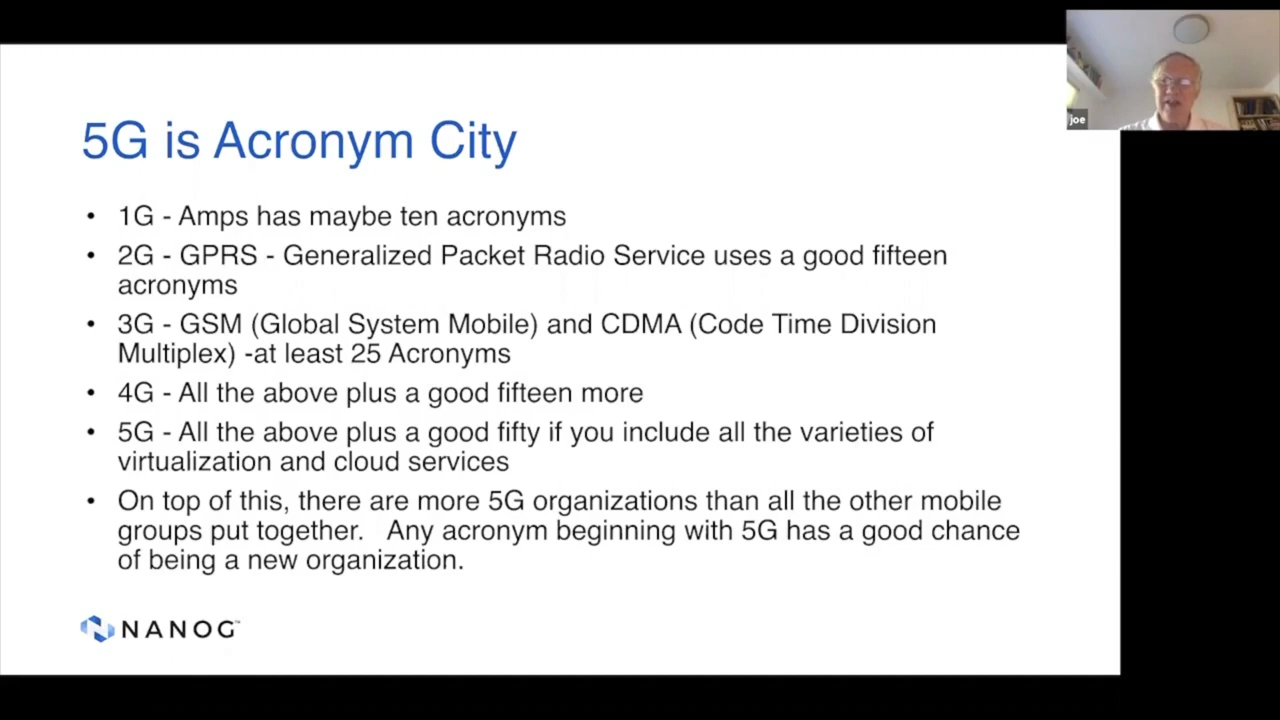 5G is Acronym City
• 1G - Amps has maybe ten acronyms
• 2G - GPRS - Generalized Packet Radio Service uses a good fifteen
acronyms
• 3G - GSM (Global System Mobile) and CDMA (Code Time Division
Multiplex) -at least 25 Acronyms
• 4G - All the above plus a good fifteen more
• 5G - All the above plus a good fifty if you include all the varieties of
virtualization and cloud services
• On top of this, there are more 5G organizations than all the other mobile
groups put together. Any acronym beginning with 5G has a good chance
of being a new organization.
NANOG™
joe